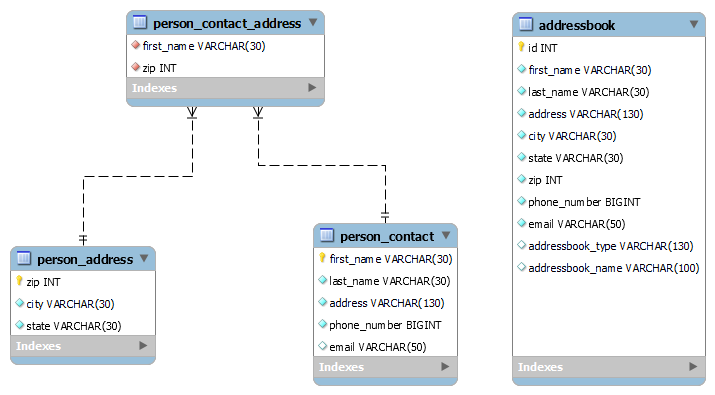 person_contact_address
first_name VARCHAR(30)
zip INT
Indexes
person_address
zip INT
city VARCHAR(30)
state VARCHAR(30)
Indexes
person_contact
first_name VARCHAR(30)
last_name VARCHAR(30)
address VARCHAR(130)
phone_number BIGINT
email VARCHAR(50)
Indexes
addressbook
id INT
first_name VARCHAR(30)
last_name VARCHAR(30)
address VARCHAR(130)
city VARCHAR(30)
state VARCHAR(30)
zip INT
phone_number BIGINT
email VARCHAR(50)
addressbook_type VARCHAR(130)
addressbook_name VARCHAR(100)
Indexes